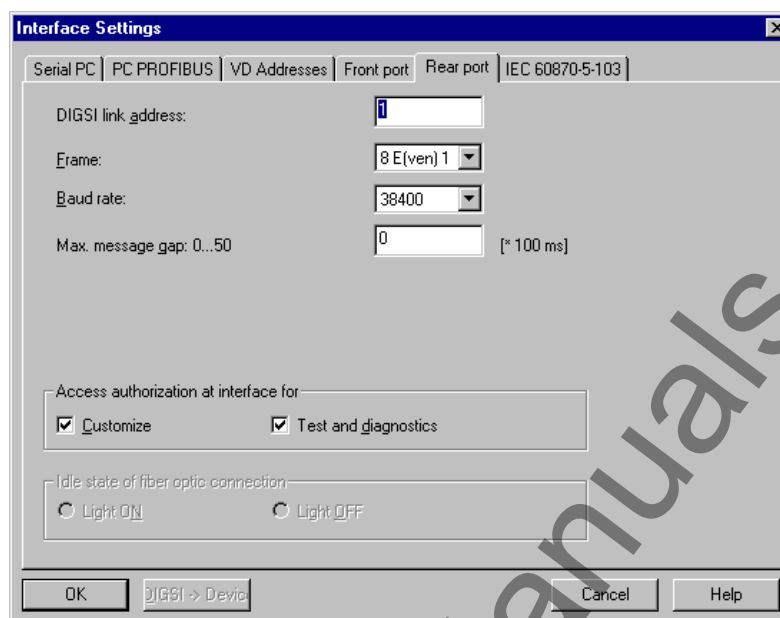 Interface Settings
Serial PC PC PROFIBUS VD Addresses Front port Rear port IEC 60870-5-103
DIGSI link address: 1
Frame: 8 E(ven) 1
Baud rate: 38400
Max. message gap: 0...50 0 [* 100 ms]
Access authorization at interface for
Customize Test and diagnostics
Idle state of fiber optic connection
Light ON Light OFF
OK DIGSI -> Devic Cancel Help
anuals